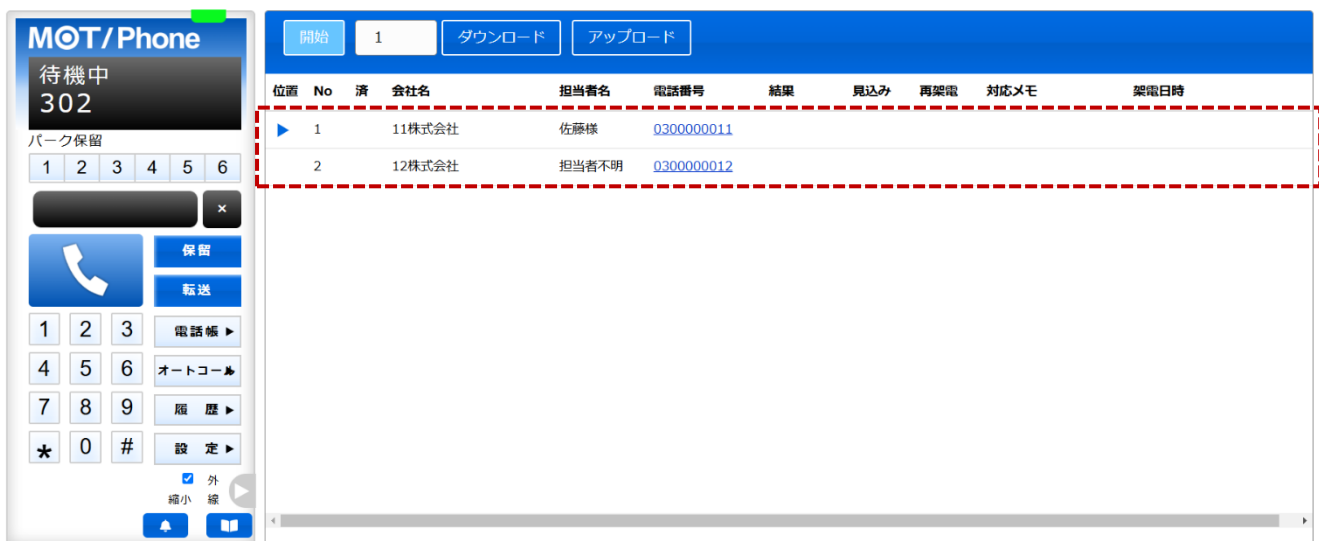 MOT/Phone
待機中
302
パーク保留
1 2 3 4 5 6
×
保留
転送
1 2 3 電話帳
4 5 6 オートコール
7 8 9 履 歴
* 0 # 設 定
外
縮小 線
開始 1 ダウンロード アップロード
位置 No 済 会社名 担当者名 電話番号 結果 見込み 再架電 対応メモ 架電日時
1 11株式会社 佐藤様 0300000011
2 12株式会社 担当者不明 0300000012